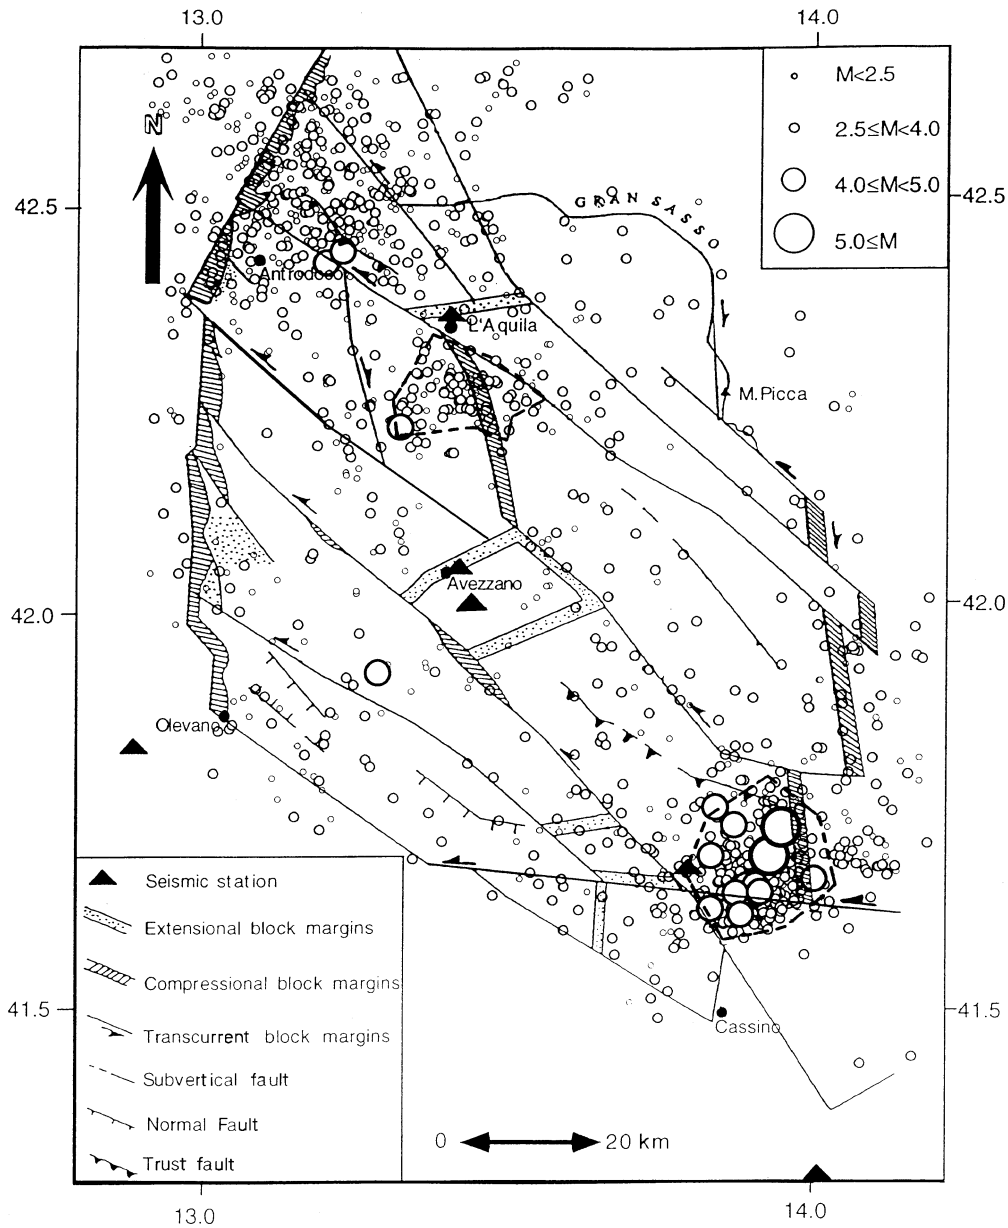 13.0
14.0
N
M<2.5
2.5≤M<4.0
4.0≤M<5.0
5.0≤M
42.5
42.5
GRAN SASSO
Antrodoco
L'Aquila
M.Picca
Avezzano
42.0
42.0
Olevano
Seismic station
Extensional block margins
Compressional block margins
Transcurrent block margins
Subvertical fault
Normal Fault
Trust fault
41.5
41.5
Cassino
0
20 km
13.0
14.0